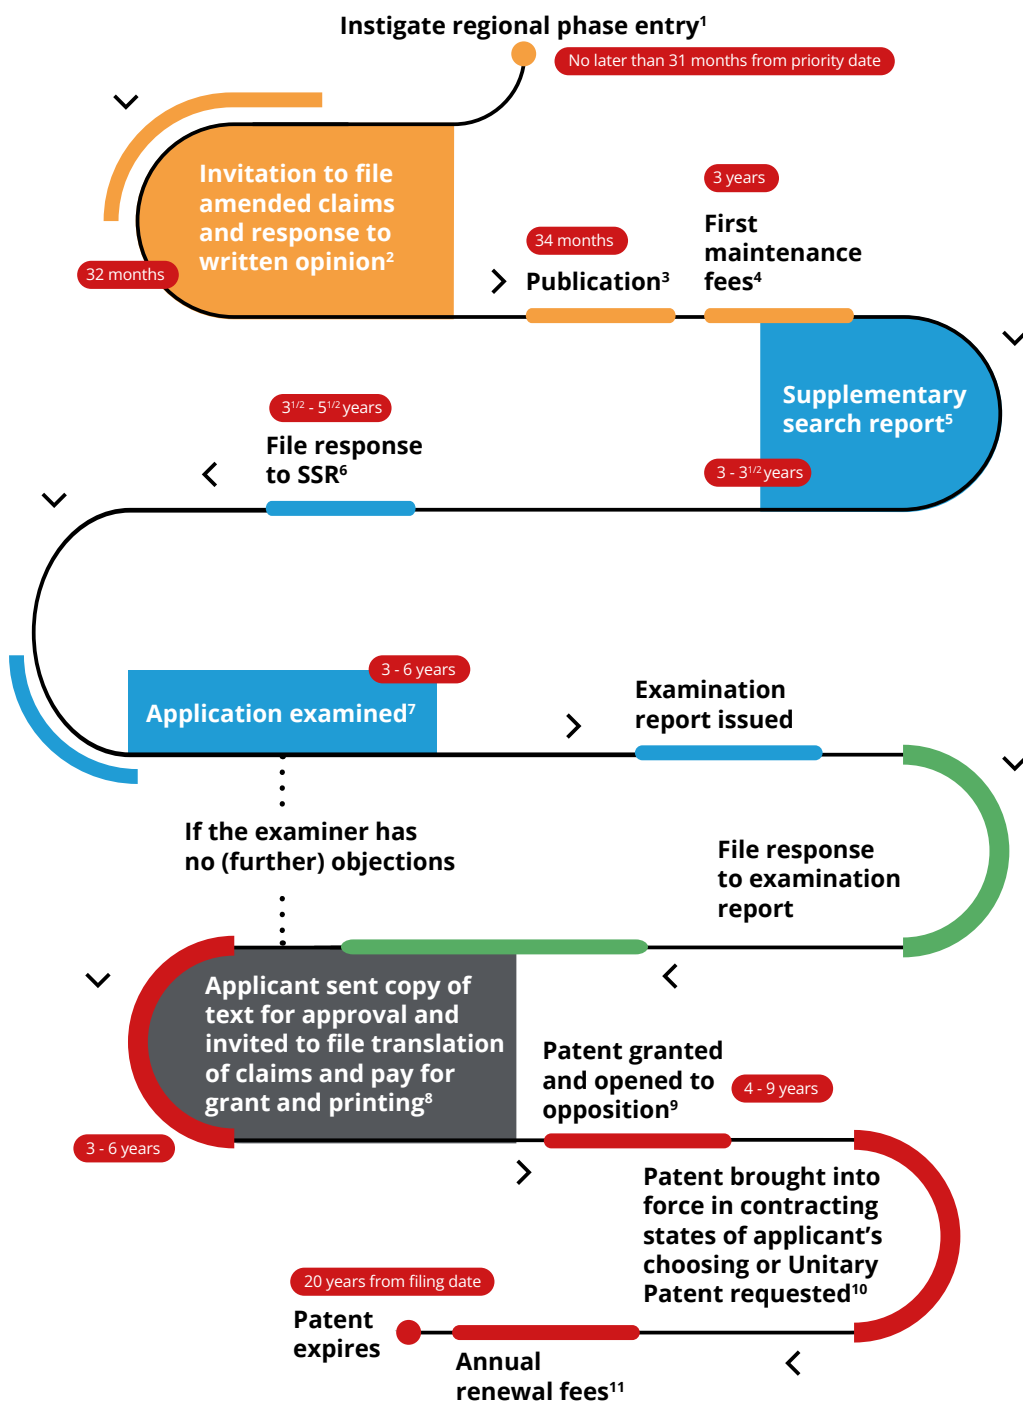 Instigate regional phase entry¹
No later than 31 months from priority date
Invitation to file
amended claims
and response to
written opinion²
32 months
34 months
Publication³
3 years
First
maintenance
fees⁴
Supplementary
search report⁵
3 - 3¹/² years
3¹/² - 5¹/² years
File response
to SSR⁶
3 - 6 years
Application examined⁷
Examination
report issued
If the examiner has
no (further) objections
File response
to examination
report
Applicant sent copy of
text for approval and
invited to file translation
of claims and pay for
grant and printing⁸
3 - 6 years
Patent granted
and opened to
opposition⁹
4 - 9 years
Patent brought into
force in contracting
states of applicant’s
choosing or Unitary
Patent requested¹⁰
20 years from filing date
Patent
expires
Annual
renewal fees¹¹